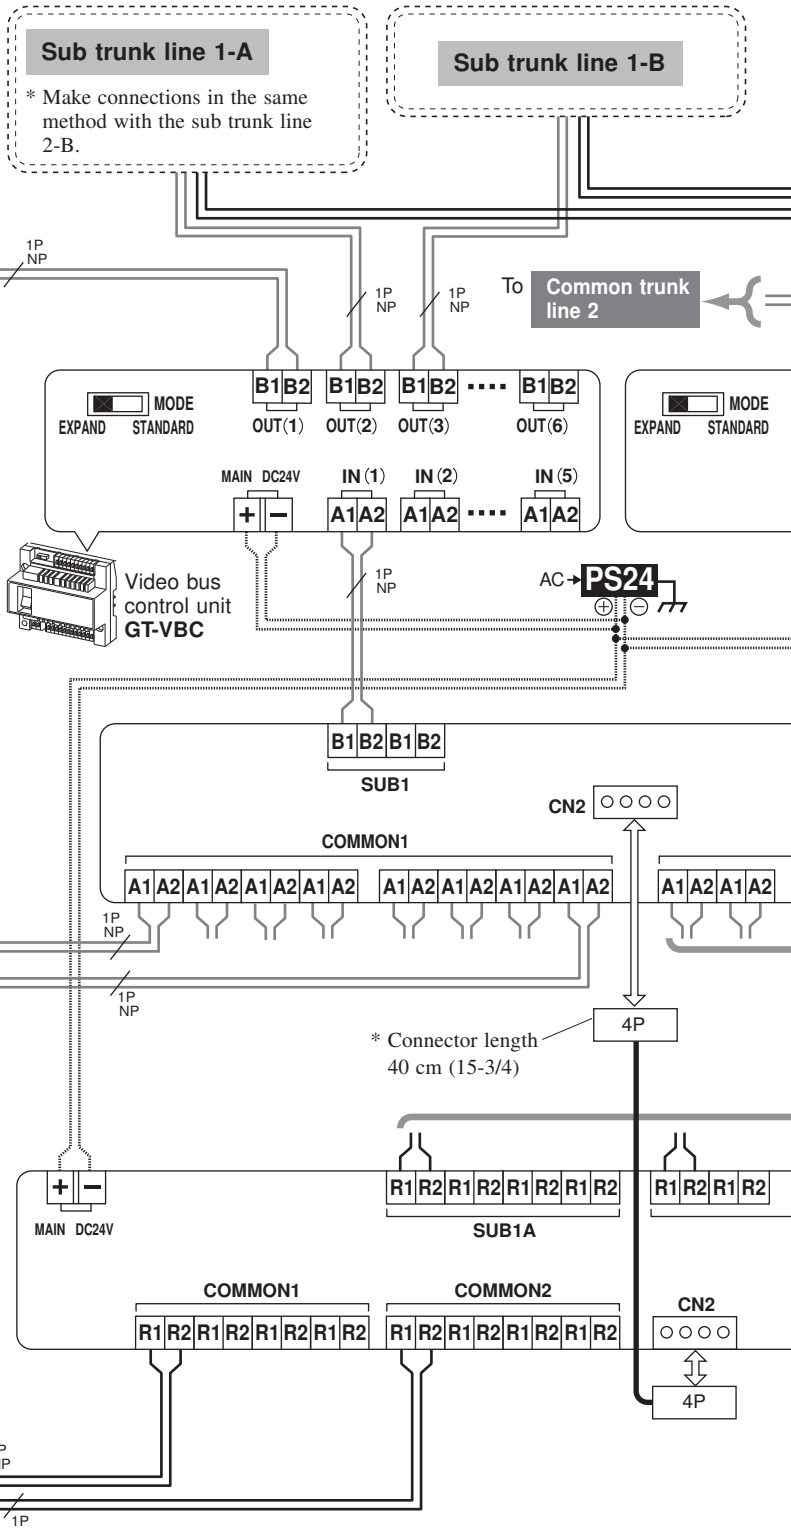 Sub trunk line 1-A
* Make connections in the same
method with the sub trunk line
2-B.
Sub trunk line 1-B
1P
NP
1P
NP
1P
NP
To
Common trunk
line 2
B1 B2 B1 B2 B1 B2 B1 B2
MODE
EXPAND STANDARD
OUT(1) OUT(2) OUT(3) OUT(6)
MODE
EXPAND STANDARD
MAIN DC24V IN(1) IN(2) IN(5)
+ − A1 A2 A1 A2 A1 A2
Video bus
control unit
GT-VBC
1P
NP
AC PS24
+ −
B1 B2 B1 B2
SUB1
CN2
COMMON1
A1 A2 A1 A2 A1 A2 A1 A2 A1 A2 A1 A2 A1 A2 A1 A2 A1 A2 A1 A2
1P
NP
1P
NP
4P
* Connector length
40 cm (15-3/4)
+ −
MAIN DC24V
R1 R2 R1 R2 R1 R2 R1 R2 R1 R2 R1 R2
SUB1A
COMMON1 COMMON2
CN2
R1 R2 R1 R2 R1 R2 R1 R2 R1 R2 R1 R2 R1 R2 R1 R2
4P
1P